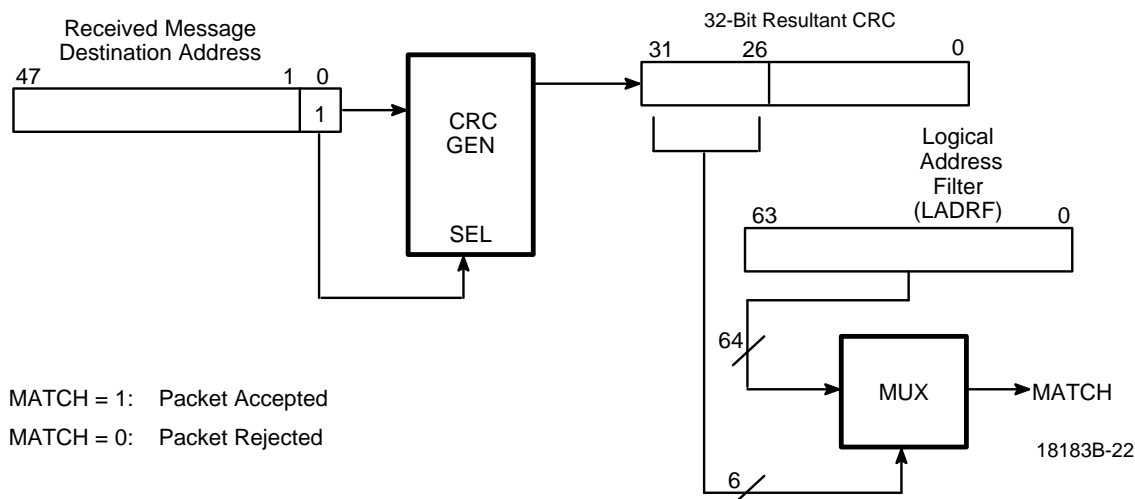 Received Message
Destination Address
47 1 0
1
CRC
GEN
SEL
32-Bit Resultant CRC
31 26 0
Logical
Address
Filter
(LADRF)
63 0
64
MUX
MATCH
6
MATCH = 1: Packet Accepted
MATCH = 0: Packet Rejected
18183B-22